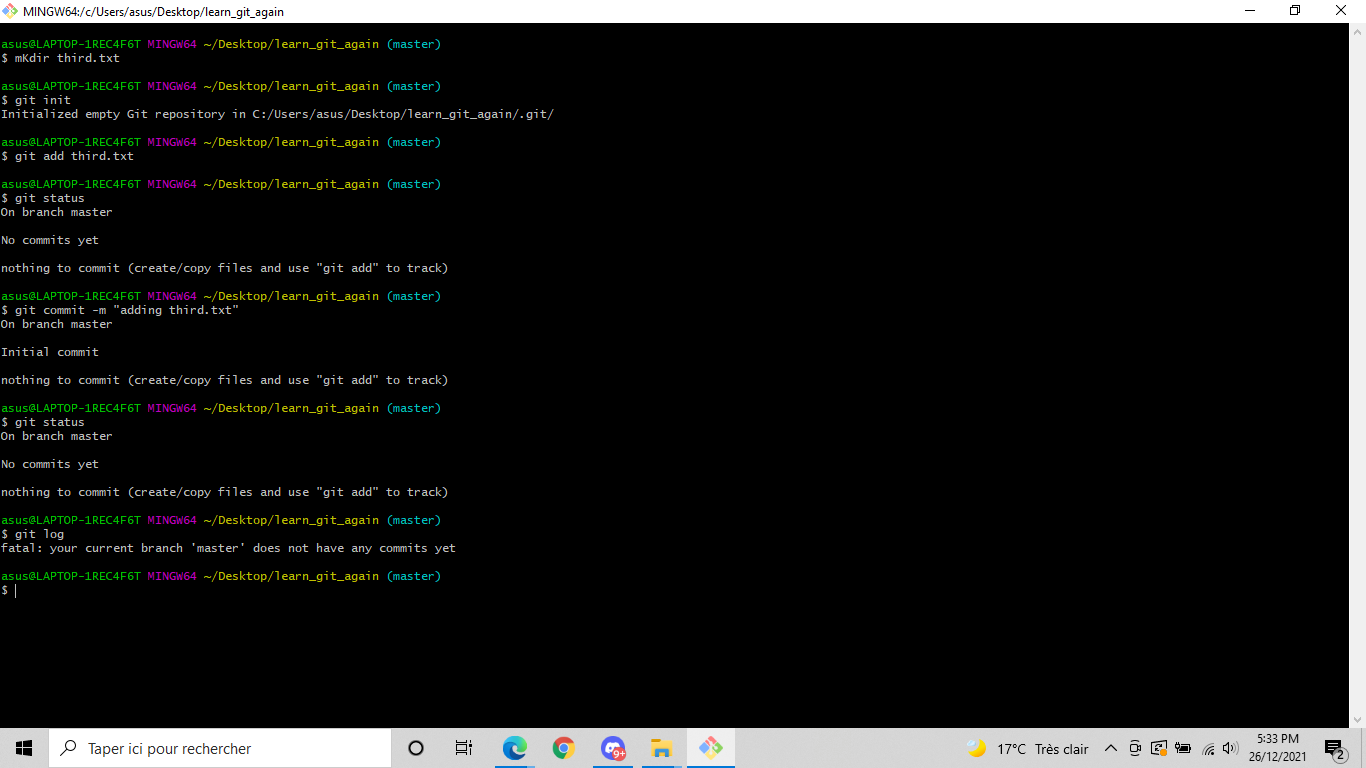 MINGW64:/c/Users/asus/Desktop/learn_git_again
asus@LAPTOP-1REC4F6T MINGW64 ~/Desktop/learn_git_again (master)
$ mKdir third.txt
asus@LAPTOP-1REC4F6T MINGW64 ~/Desktop/learn_git_again (master)
$ git init
Initialized empty Git repository in C:/Users/asus/Desktop/learn_git_again/.git/
asus@LAPTOP-1REC4F6T MINGW64 ~/Desktop/learn_git_again (master)
$ git add third.txt
asus@LAPTOP-1REC4F6T MINGW64 ~/Desktop/learn_git_again (master)
$ git status
On branch master
No commits yet
nothing to commit (create/copy files and use "git add" to track)
asus@LAPTOP-1REC4F6T MINGW64 ~/Desktop/learn_git_again (master)
$ git commit -m "adding third.txt"
On branch master
Initial commit
nothing to commit (create/copy files and use "git add" to track)
asus@LAPTOP-1REC4F6T MINGW64 ~/Desktop/learn_git_again (master)
$ git status
On branch master
No commits yet
nothing to commit (create/copy files and use "git add" to track)
asus@LAPTOP-1REC4F6T MINGW64 ~/Desktop/learn_git_again (master)
$ git log
fatal: your current branch 'master' does not have any commits yet
asus@LAPTOP-1REC4F6T MINGW64 ~/Desktop/learn_git_again (master)
$
Taper ici pour rechercher
9+
17°C Très clair
5:33 PM
26/12/2021
2